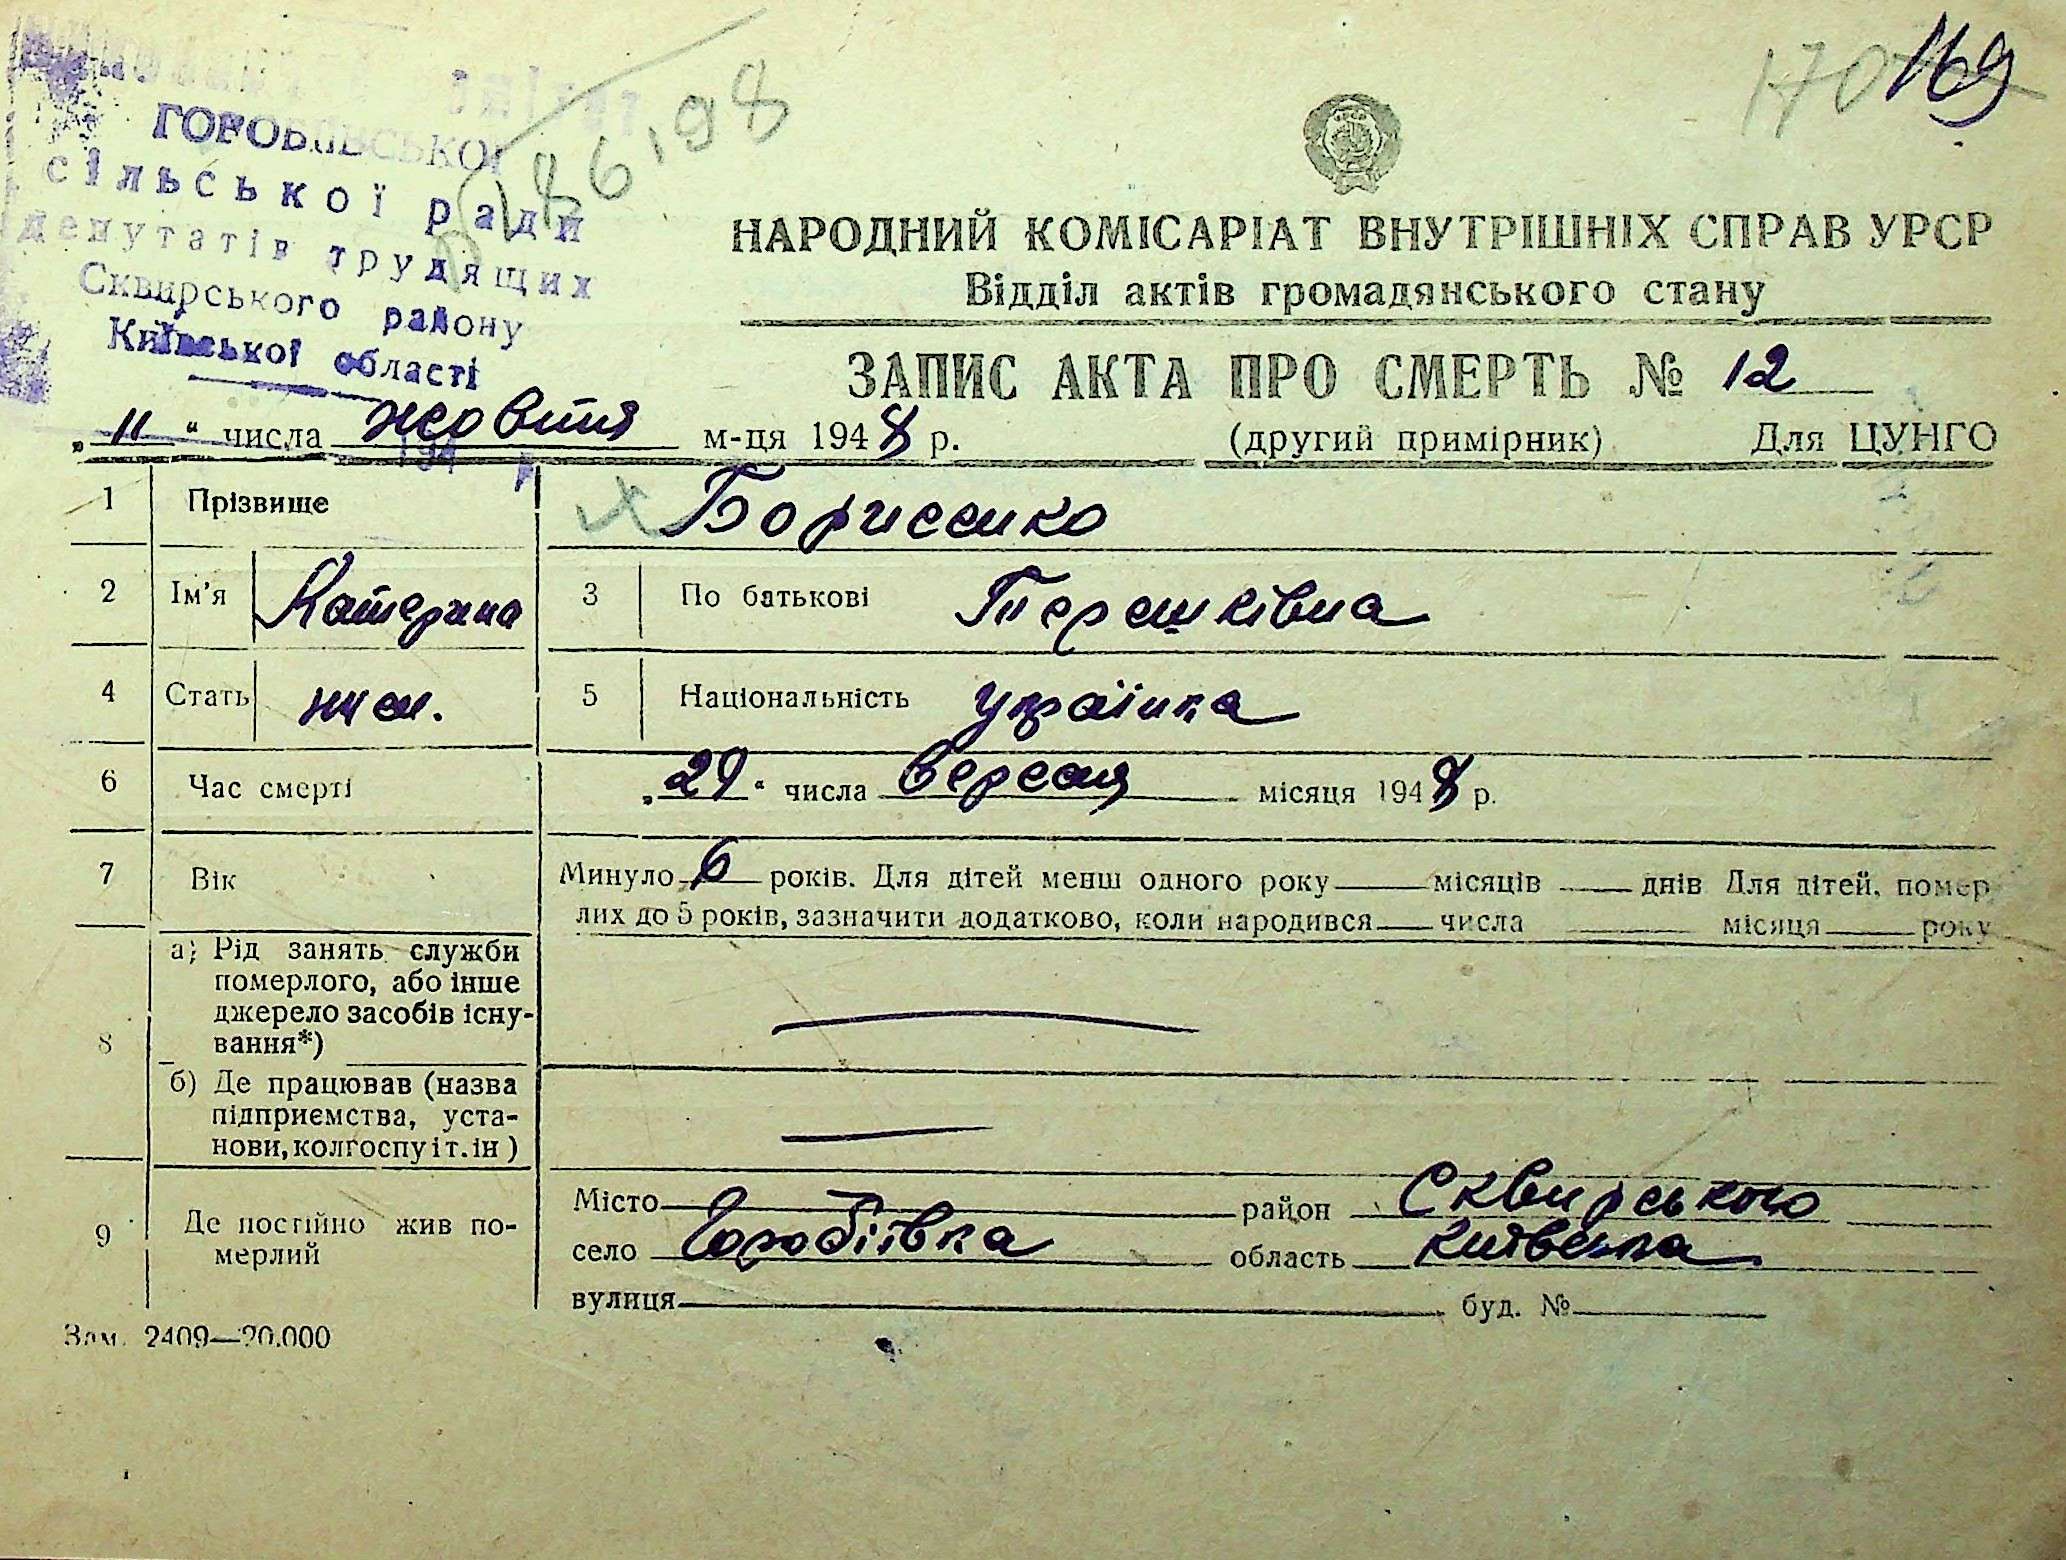 170 169
186,98
ГОРОБІЇВСЬКОЇ
сільської ради
депутатів трудящих
Сквирського району
Київської області
194 р
НАРОДНИЙ КОМІСАРІАТ ВНУТРІШНІХ СПРАВ УРСР
Відділ актів громадянського стану
ЗАПИС АКТА ПРО СМЕРТЬ № 12
„11“ числа жовтня м-ця 1948 р. (другий примірник) Для ЦУНГО
1 Прізвище Борисенко
2 Ім'я Катерина 3 По батькові Терешківна
4 Стать жен. 5 Національність українка
6 Час смерті „29“ числа вересня місяця 1948 р.
7 Вік Минуло 6 років. Для дітей менш одного року місяців днів Для дітей, помер
лих до 5 років, зазначити додатково, коли народився числа місяця року
8 а) Рід занять служби
померлого, або інше
джерело засобів існу-
вання*)
б) Де працював (назва
підприємства, уста-
нови, колгоспу і т. ін )
9 Де постійно жив по-
мерлий
Місто район Сквирського
село Горобіївка область Київська
вулиця буд. №
Зам. 2409—20.000